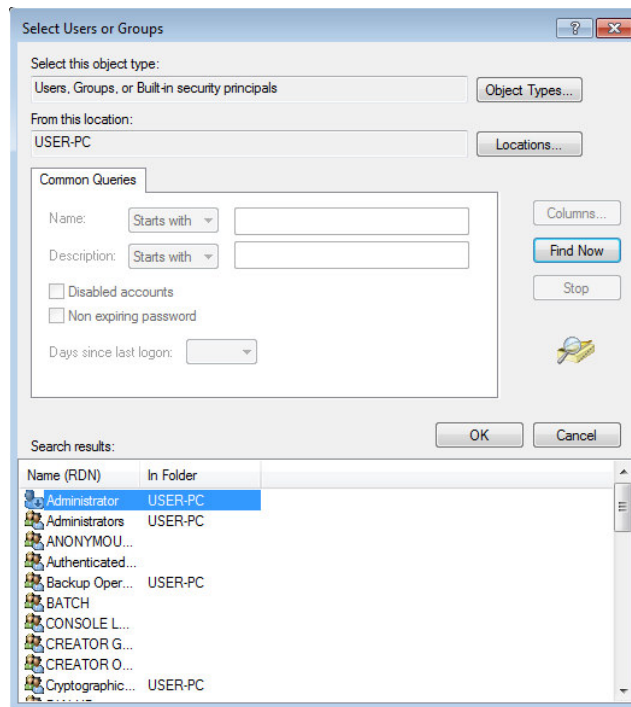 Select Users or Groups
Select this object type:
Users, Groups, or Built-in security principals
Object Types...
From this location:
USER-PC
Locations...
Common Queries
Name:
Starts with
Columns...
Description:
Starts with
Find Now
Disabled accounts
Stop
Non expiring password
Days since last logon:
OK
Cancel
Search results:
Name (RDN) In Folder
Administrator USER-PC
Administrators USER-PC
ANONYMOU...
Authenticated...
Backup Oper... USER-PC
BATCH
CONSOLE L...
CREATOR G...
CREATOR O...
Cryptographic... USER-PC